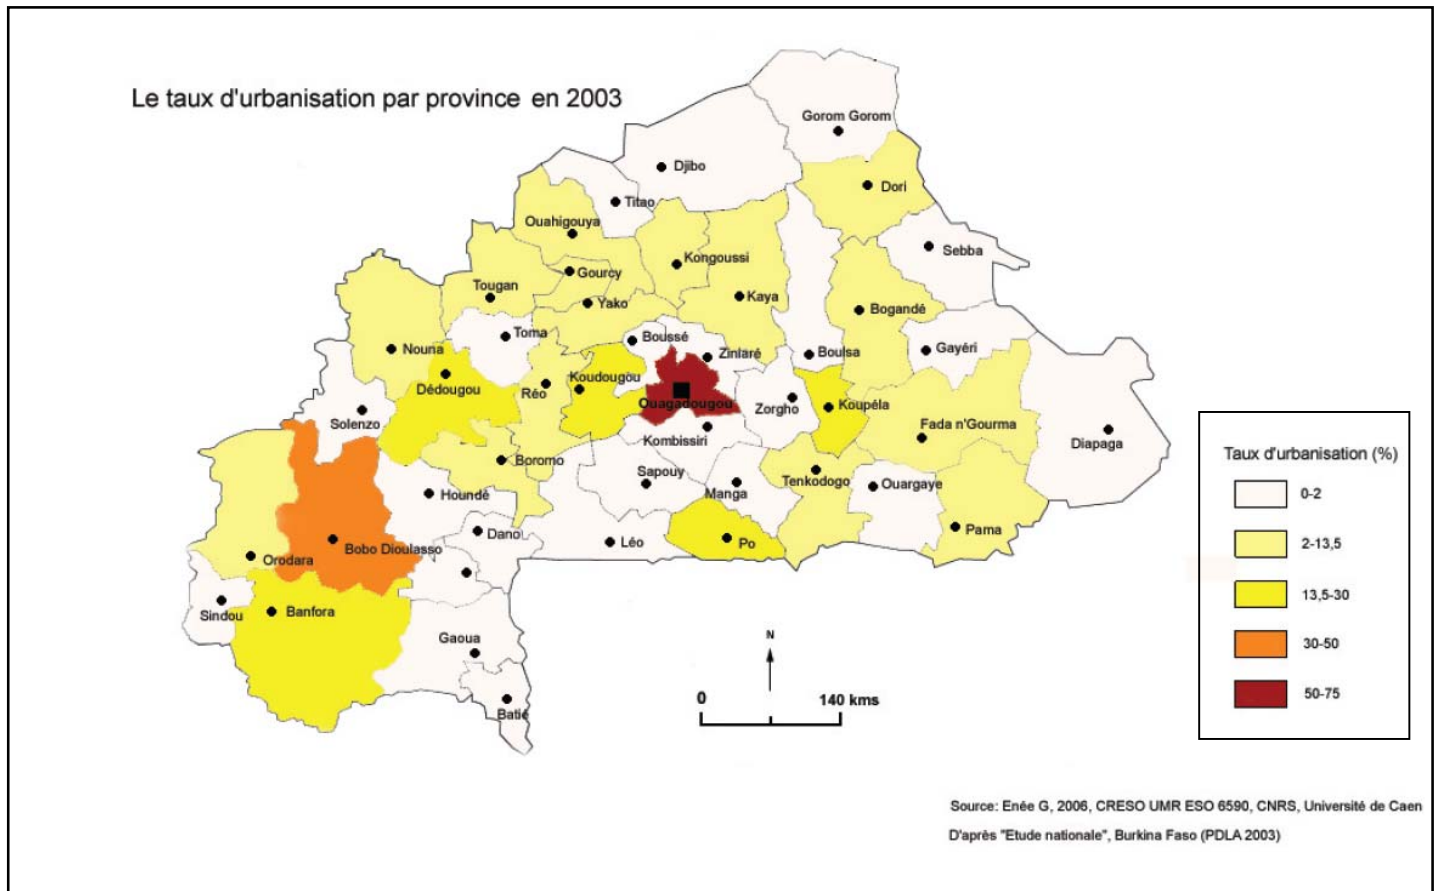 Le taux d'urbanisation par province en 2003
Gorom Gorom
Djibo
Dori
Titao
Ouahigouya
Sebba
Kongoussi
Gourcy
Tougan
Kaya
Yako
Bogandé
Toma
Boussé
Nouna
Zinlaré
Boulsa
Gayéri
Koudougou
Dédougou
Réo
Ouagadougou
Koupéla
Zorgho
Solenzo
Fada n'Gourma
Kombissiri
Diapaga
Boromo
Sapouy
Tenkodogo
Ouargaye
Manga
Houndé
Dano
Pama
Léo
Po
Bobo Dioulasso
Orodara
Sindou
Banfora
Gaoua
Batié
N
0 140 kms
Taux d'urbanisation (%)
0-2
2-13,5
13,5-30
30-50
50-75
Source: Enée G, 2006, CRESO UMR ESO 6590, CNRS, Université de Caen
D'après "Etude nationale", Burkina Faso (PDLA 2003)